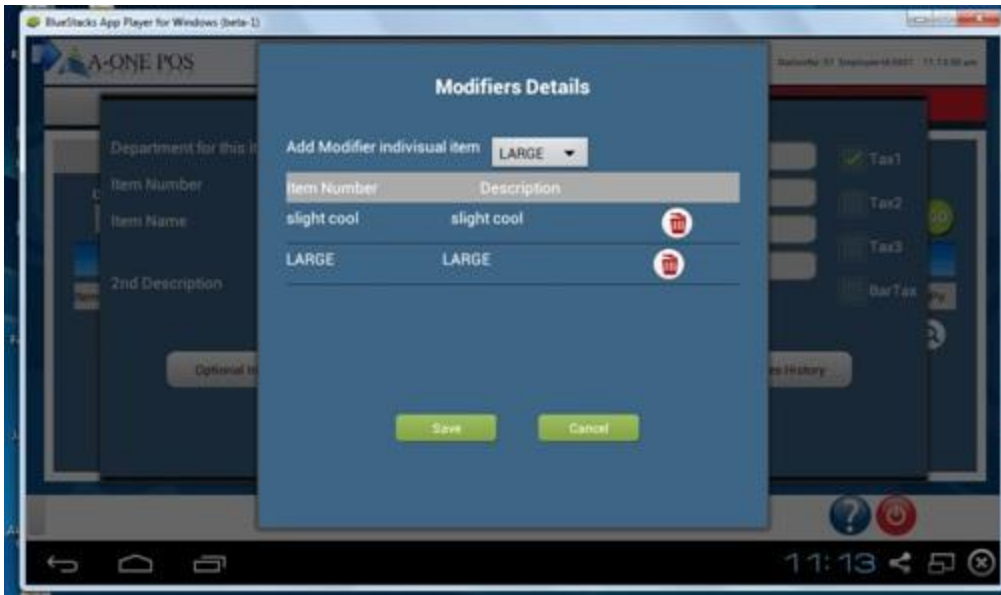 BlueStacks App Player for Windows (beta-1)
A-ONE POS
Modifiers Details
Add Modifier indivisual item LARGE
Item Number Description
slight cool slight cool
LARGE LARGE
Save Cancel
Department for this
Item Number
Item Name
2nd Description
Optional
Tax1
Tax2
Tax3
BarTax
History
11:13